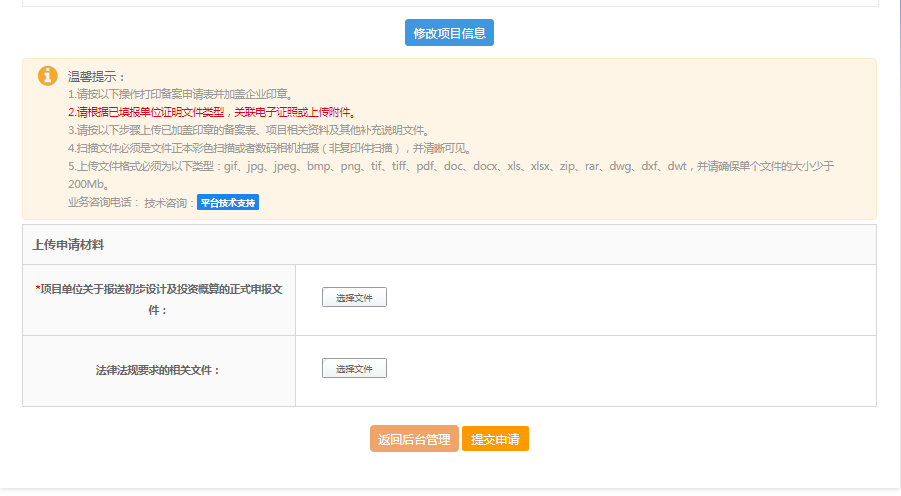 修改项目信息
温馨提示：
1.请按以下操作打印备案申请表并加盖企业印章。
2.请根据已填报单位证明文件类型，关联电子证照或上传附件。
3.请按以下步骤上传已加盖印章的备案表、项目相关资料及其他补充说明文件。
4.扫描文件必须是文件正本彩色扫描或者数码相机拍摄（非复印件扫描），并清晰可见。
5.上传文件格式必须为以下类型：gif、jpg、jpeg、bmp、png、tif、tiff、pdf、doc、docx、xls、xlsx、zip、rar、dwg、dxf、dwt，并请确保单个文件的大小少于
200Mb。
业务咨询电话： 技术咨询：平台技术支持
上传申请材料
*项目单位关于报送初步设计及投资概算的正式申报文
件：
选择文件
法律法规要求的相关文件：
选择文件
返回后台管理 提交申请